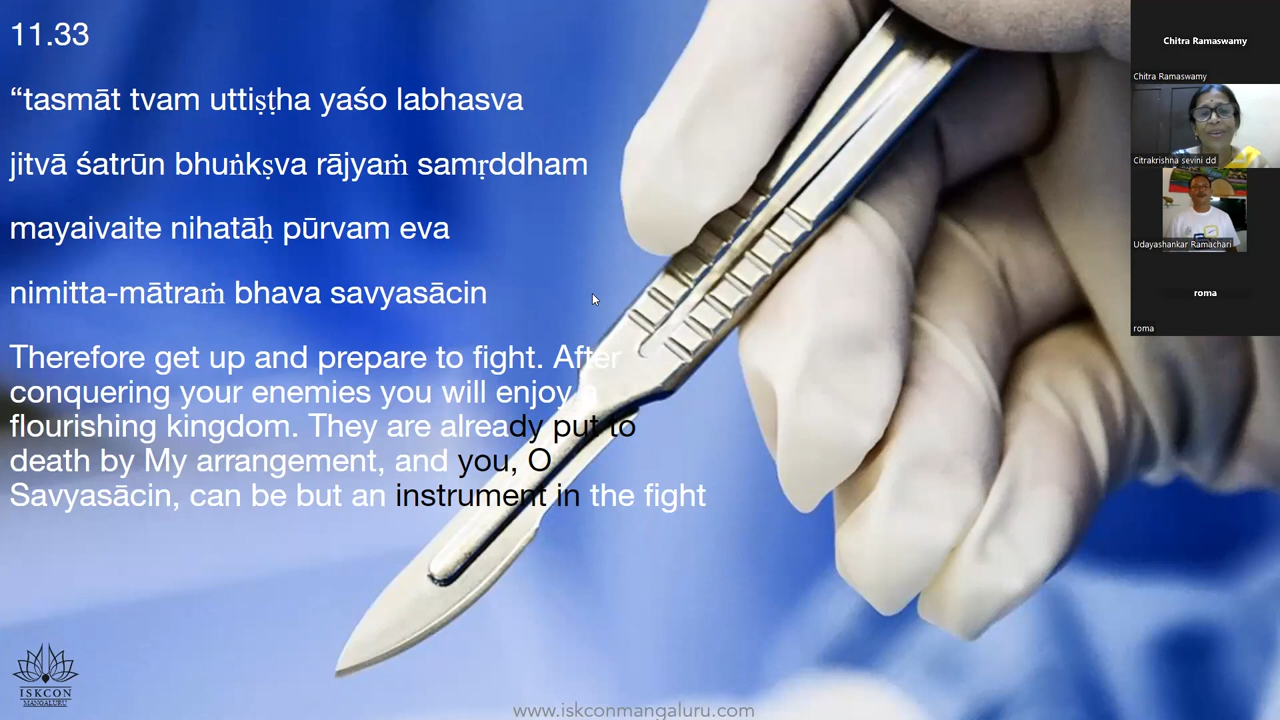 11.33
“tasmāt tvam uttiṣṭha yaśo labhasva
jitvā śatrūn bhuṅkṣva rājyaṁ samṛddham
mayaivaite nihatāḥ pūrvam eva
nimitta-mātraṁ bhava savyasācin
Therefore get up and prepare to fight. After
conquering your enemies you will enjoy a
flourishing kingdom. They are already put to
death by My arrangement, and you, O
Savyasācin, can be but an instrument in the fight
ISKCON
MANGALURU
www.iskconmangaluru.com
Chitra Ramaswamy
Chitra Ramaswamy
Citrakrishna sevini dd
Udayashankar Ramachari
roma
roma